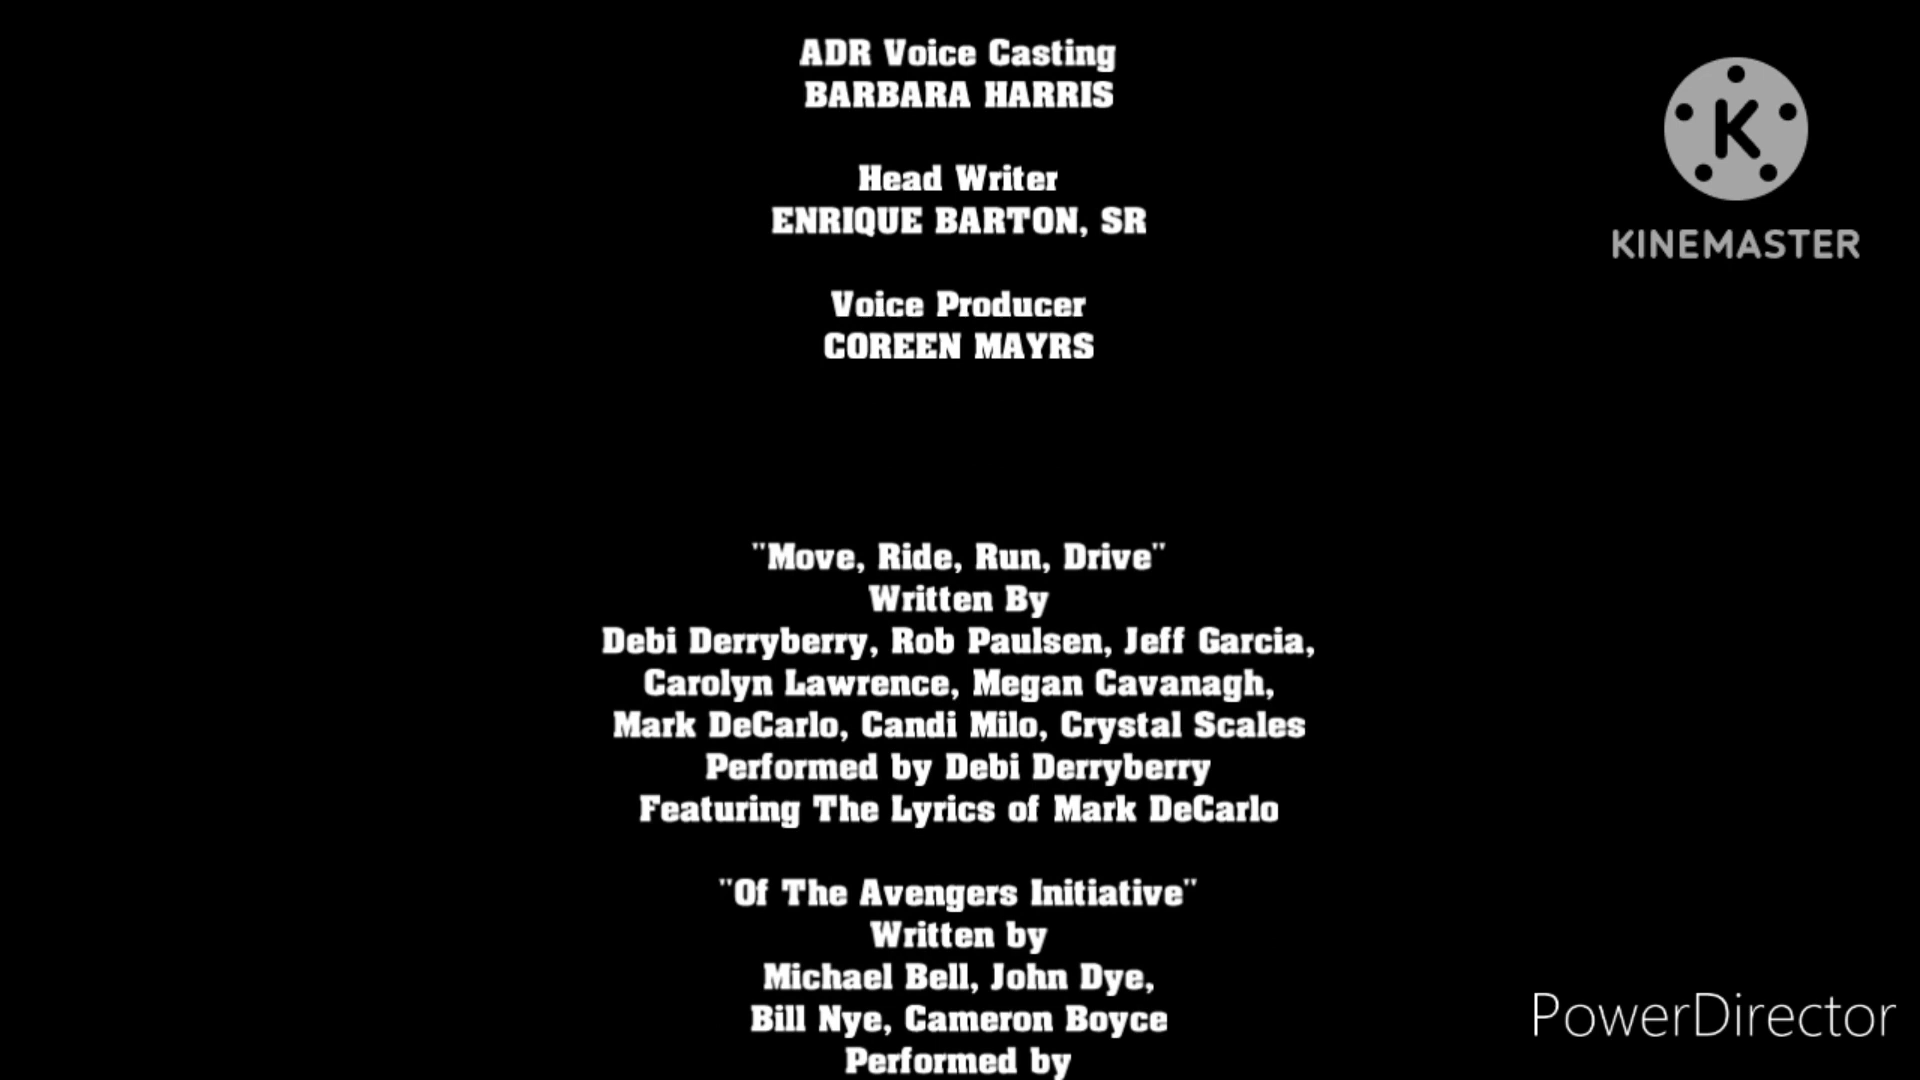 ADR Voice Casting
BARBARA HARRIS
Head Writer
ENRIQUE BARTON, SR
Voice Producer
COREEN MAYRS
K
KINEMASTER
"Move, Ride, Run, Drive"
Written By
Debi Derryberry, Rob Paulsen, Jeff Garcia,
Carolyn Lawrence, Megan Cavanagh,
Mark DeCarlo, Candi Milo, Crystal Scales
Performed by Debi Derryberry
Featuring The Lyrics of Mark DeCarlo
"Of The Avengers Initiative"
Written by
Michael Bell, John Dye,
Bill Nye, Cameron Boyce
Performed by
PowerDirector